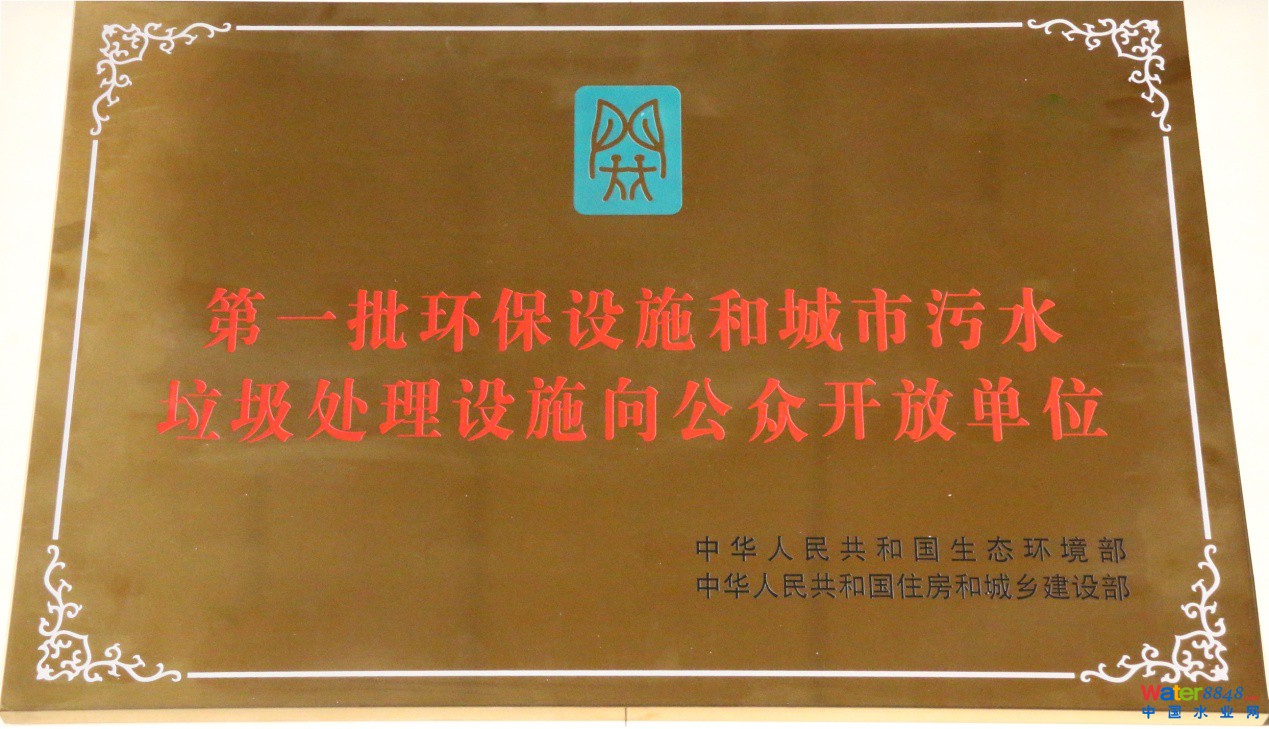 第一批环保设施和城市污水
垃圾处理设施向公众开放单位
中华人民共和国生态环境部
中华人民共和国住房和城乡建设部
Water8848.com
中国水业网